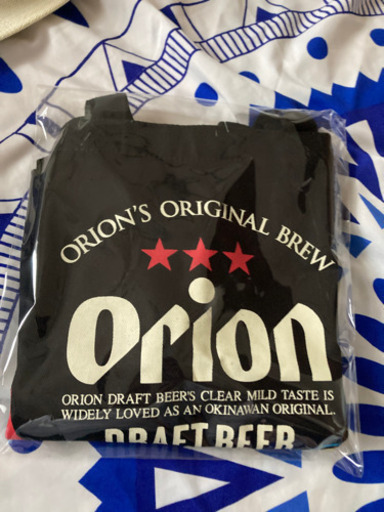 ORION'S ORIGINAL BREW
Orion
ORION DRAFT BEER'S CLEAR MILD TASTE IS
WIDELY LOVED AS AN OKINAWAN ORIGINAL.
DRAFT BEER